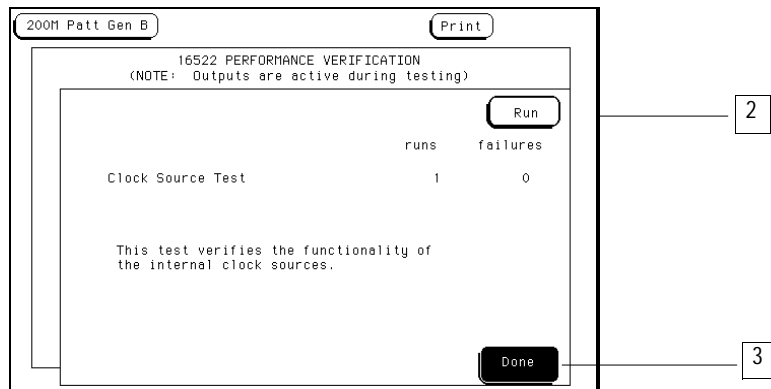 200M Patt Gen B
Print
16522 PERFORMANCE VERIFICATION
(NOTE: Outputs are active during testing)
Run
2
runs failures
Clock Source Test 1 0
This test verifies the functionality of
the internal clock sources.
Done
3